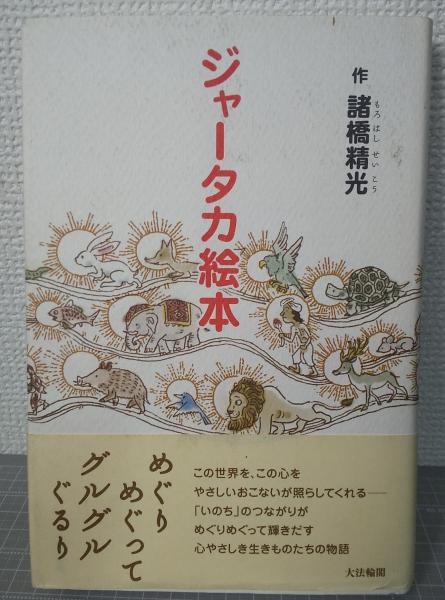 ジャータカ絵本
作 諸橋精光
もろ はし せい こう
めぐり
めぐって
グルグル
ぐるり
この世界を、この心を
やさしいおこないが照らしてくれる――
「いのち」のつながりが
めぐりめぐって輝きだす
心やさしき生きものたちの物語
大法輪閣